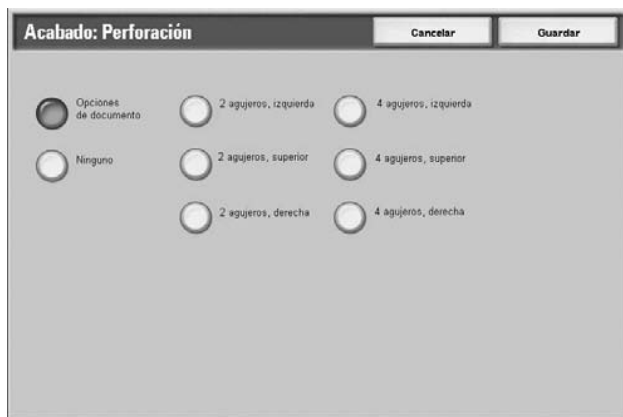 Acabado: Perforación
Cancelar
Guardar
Opciones
de documento
2 agujeros, izquierda
4 agujeros, izquierda
Ninguno
2 agujeros, superior
4 agujeros, superior
2 agujeros, derecha
4 agujeros, derecha